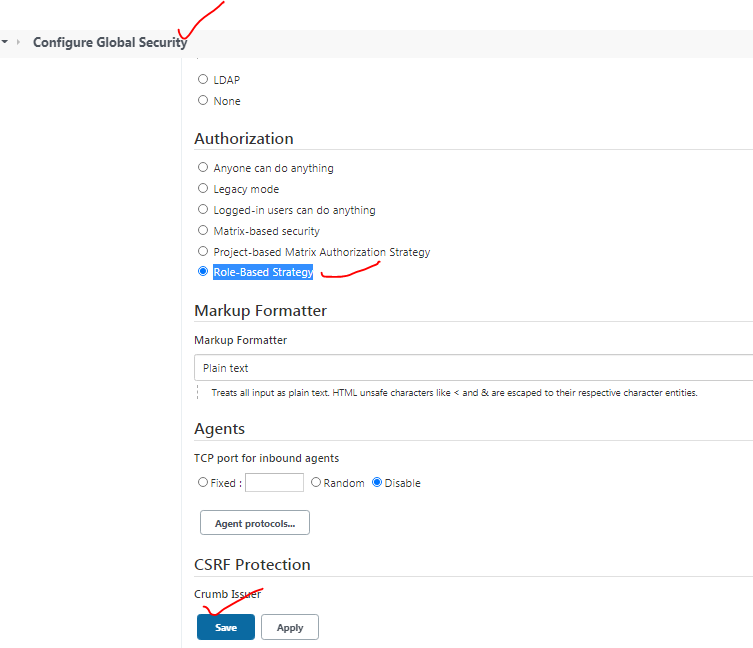 Configure Global Security
LDAP
None
Authorization
Anyone can do anything
Legacy mode
Logged-in users can do anything
Matrix-based security
Project-based Matrix Authorization Strategy
Role-Based Strategy
Markup Formatter
Markup Formatter
Plain text
Treats all input as plain text. HTML unsafe characters like < and & are escaped to their respective character entities.
Agents
TCP port for inbound agents
Fixed : Random Disable
Agent protocols...
CSRF Protection
Crumb Issuer
Save Apply